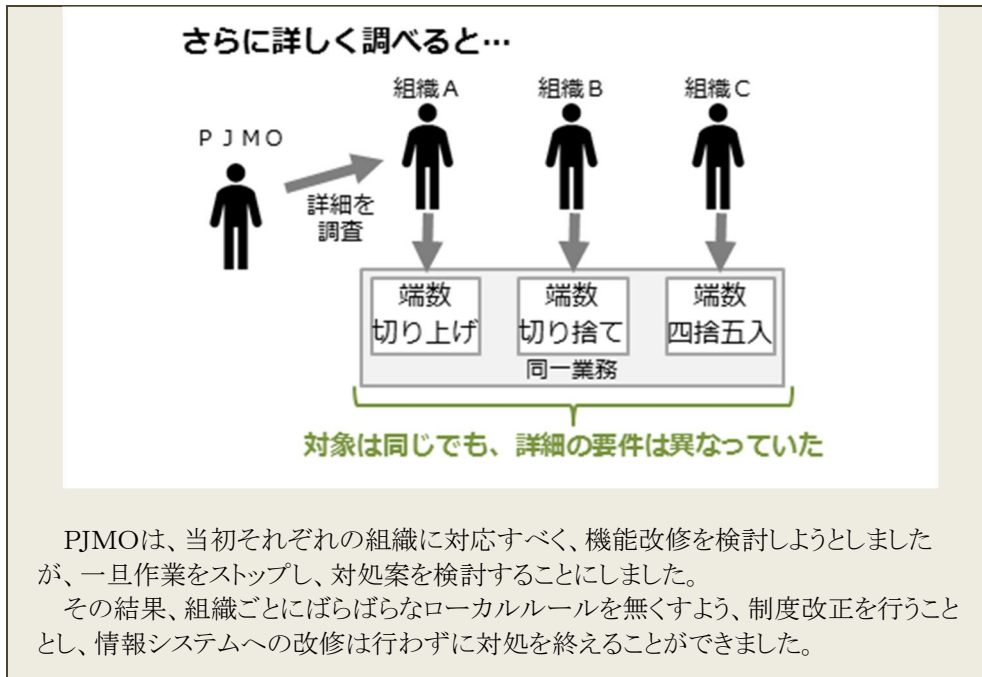 さらに詳しく調べると…
組織A 組織B 組織C
PJMO
詳細を
調査
端数 端数 端数
切り上げ 切り捨て 四捨五入
同一業務
対象は同じでも、詳細の要件は異なっていた
PJMOは、当初それぞれの組織に対応すべく、機能改修を検討しようとしました
が、一旦作業をストップし、対処案を検討することにしました。
その結果、組織ごとにばらばらなローカルルールを無くすよう、制度改正を行うこと
とし、情報システムへの改修は行わずに対処を終えることができました。